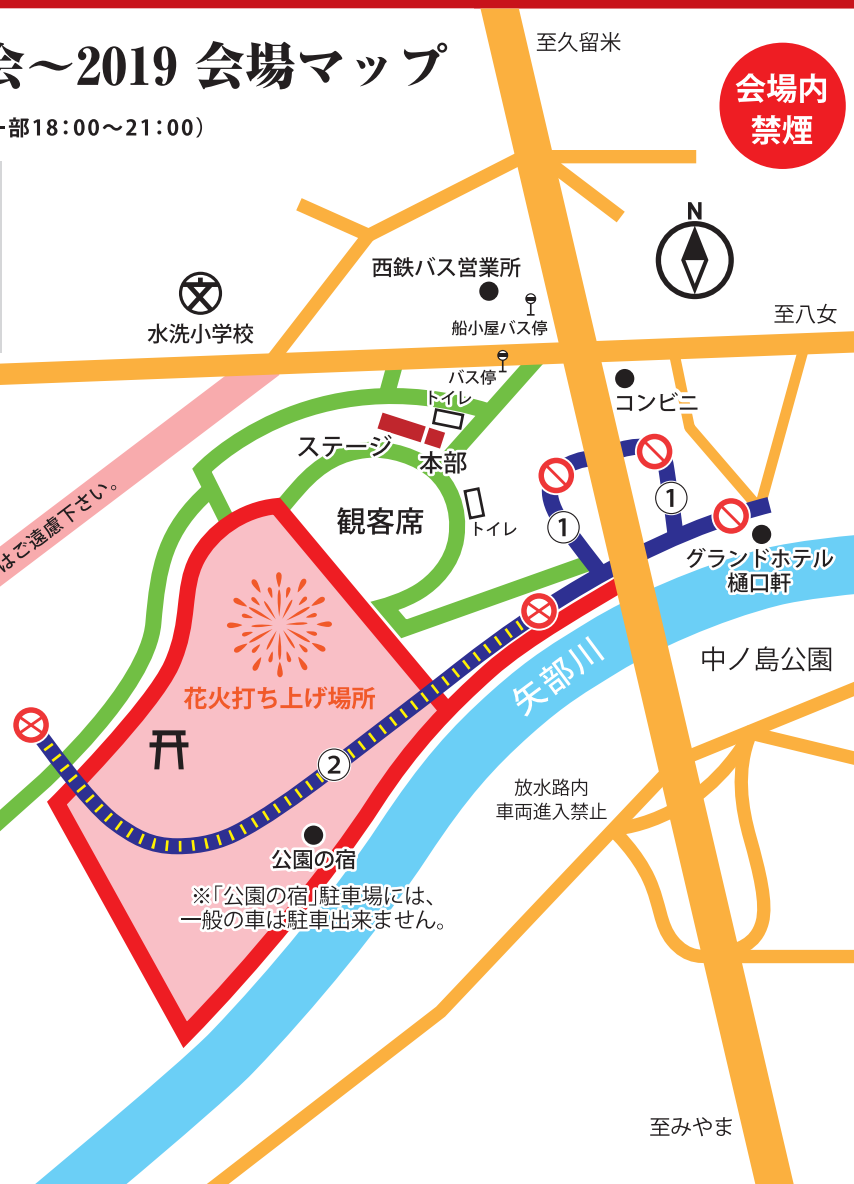 会～2019 会場マップ
部18：00～21：00）
至久留米
会場内
禁煙
N
西鉄バス営業所
船小屋バス停
至八女
水洗小学校
バス停
トイレ
コンビニ
ステージ
本部
はご遠慮下さい。
観客席
トイレ
1
1
グランドホテル
樋口軒
矢部川
中ノ島公園
花火打ち上げ場所
2
放水路内
車両進入禁止
公園の宿
※「公園の宿」駐車場には、
一般の車は駐車出来ません。
至みやま